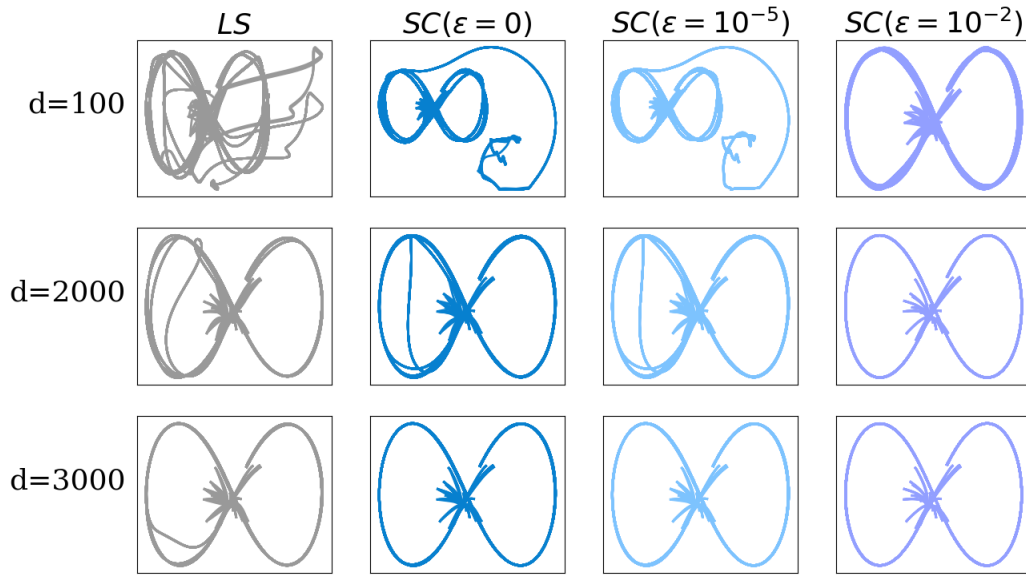 LS SC(ε = 0) SC(ε = 10⁻⁵) SC(ε = 10⁻²)
d=100
d=2000
d=3000